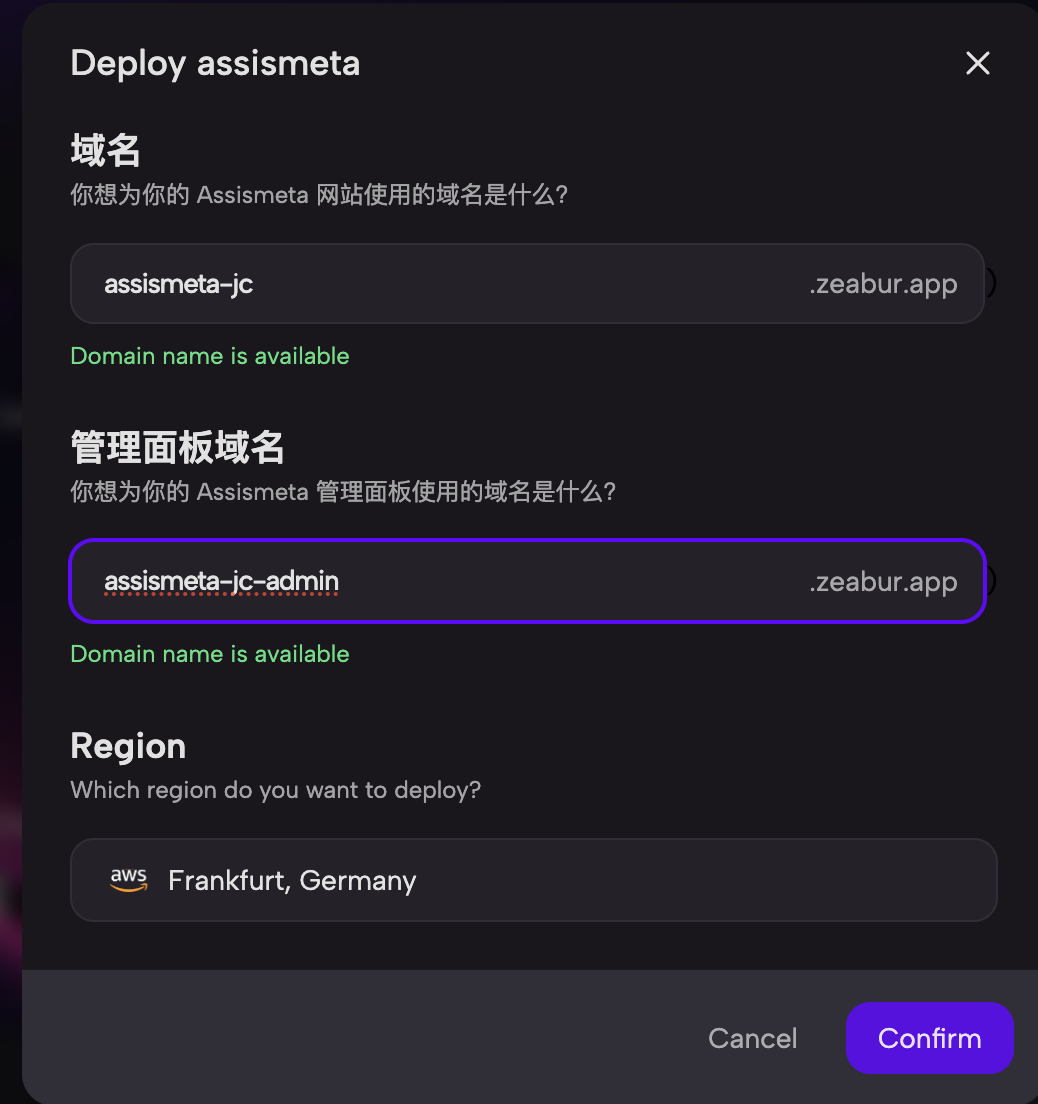 Deploy assismeta
域名
你想为你的 Assismeta 网站使用的域名是什么?
assismeta-jc .zeabur.app
Domain name is available
管理面板域名
你想为你的 Assismeta 管理面板使用的域名是什么?
assismeta-jc-admin .zeabur.app
Domain name is available
Region
Which region do you want to deploy?
aws Frankfurt, Germany
Cancel Confirm